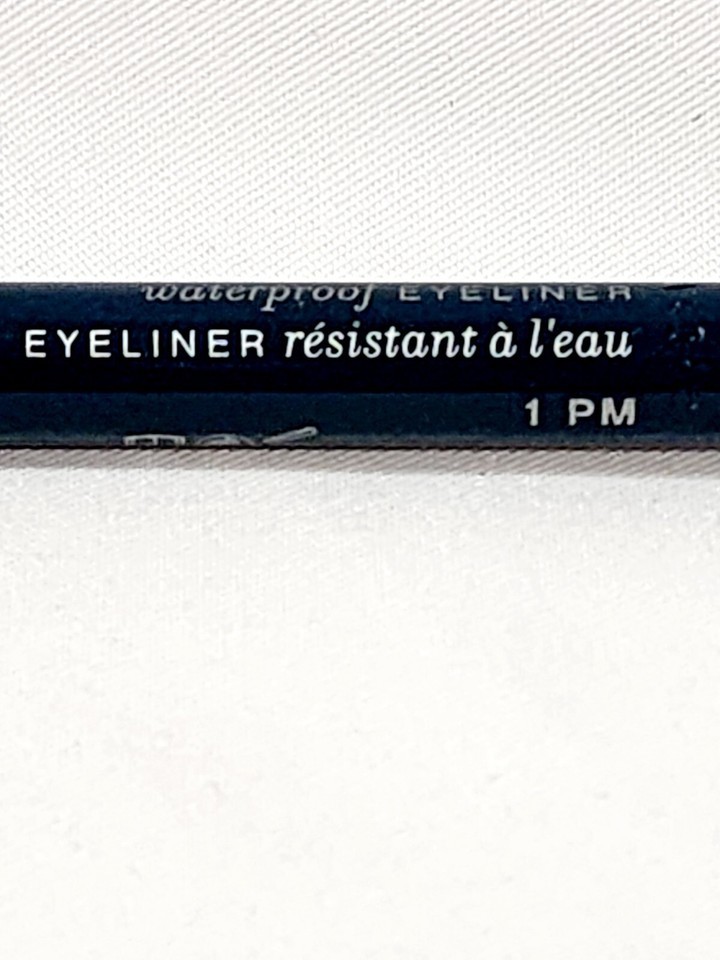 waterproof EYELINER
EYELINER résistant à l'eau
1 PM